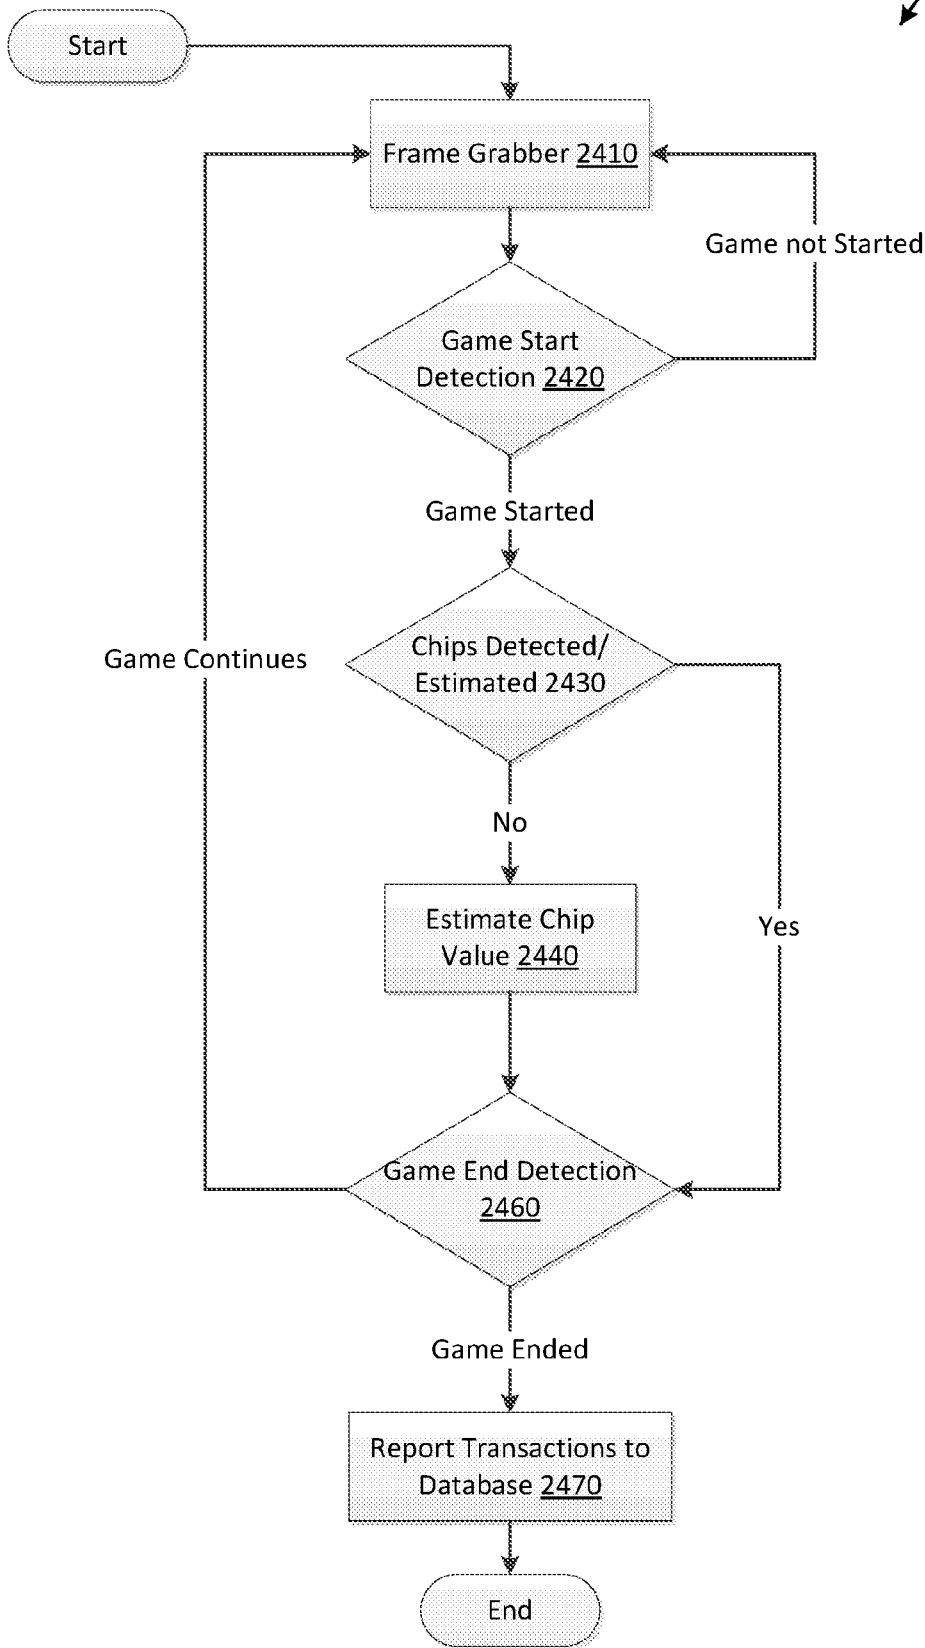 Start
Frame Grabber 2410
Game not Started
Game Start
Detection 2420
Game Started
Chips Detected/
Estimated 2430
Game Continues
No
Estimate Chip
Value 2440
Yes
Game End Detection
2460
Game Ended
Report Transactions to
Database 2470
End